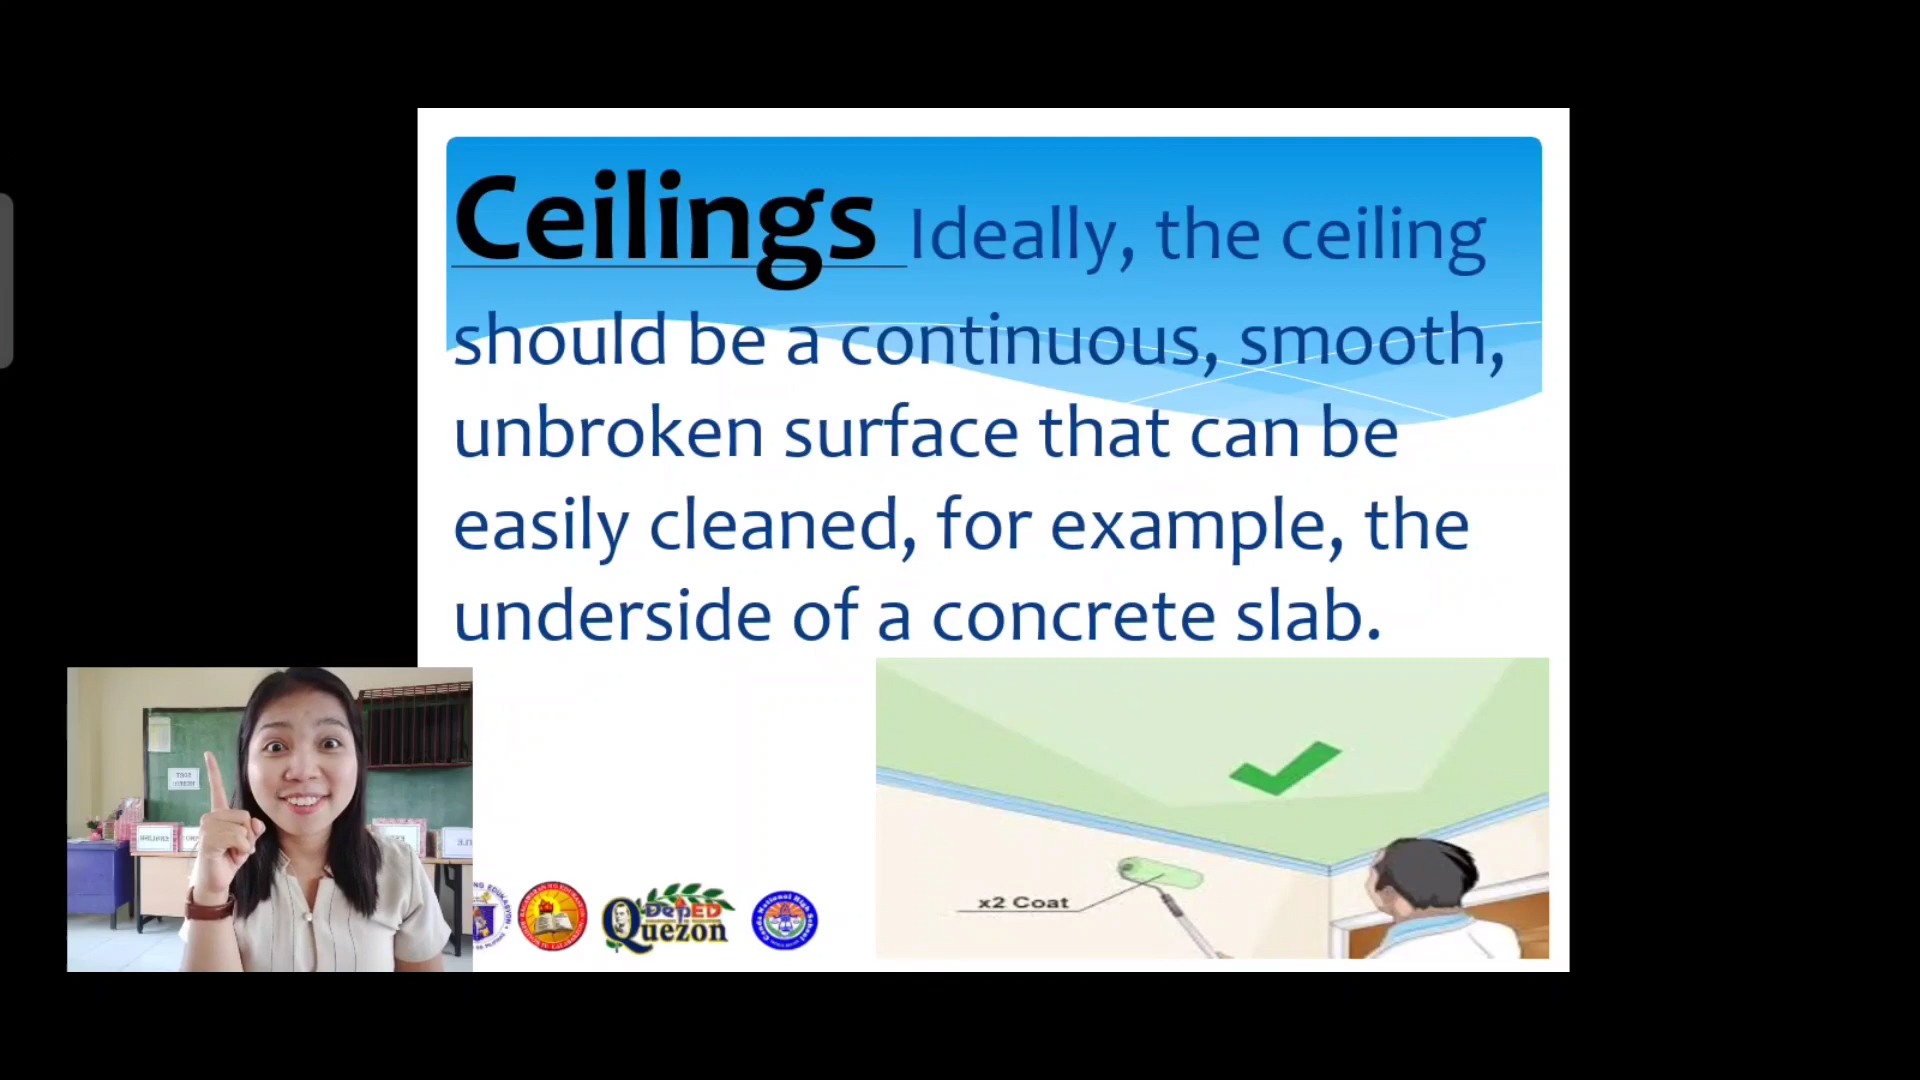 Ceilings Ideally, the ceiling
should be a continuous, smooth,
unbroken surface that can be
easily cleaned, for example, the
underside of a concrete slab.
x2 Coat
DepED
Quezon